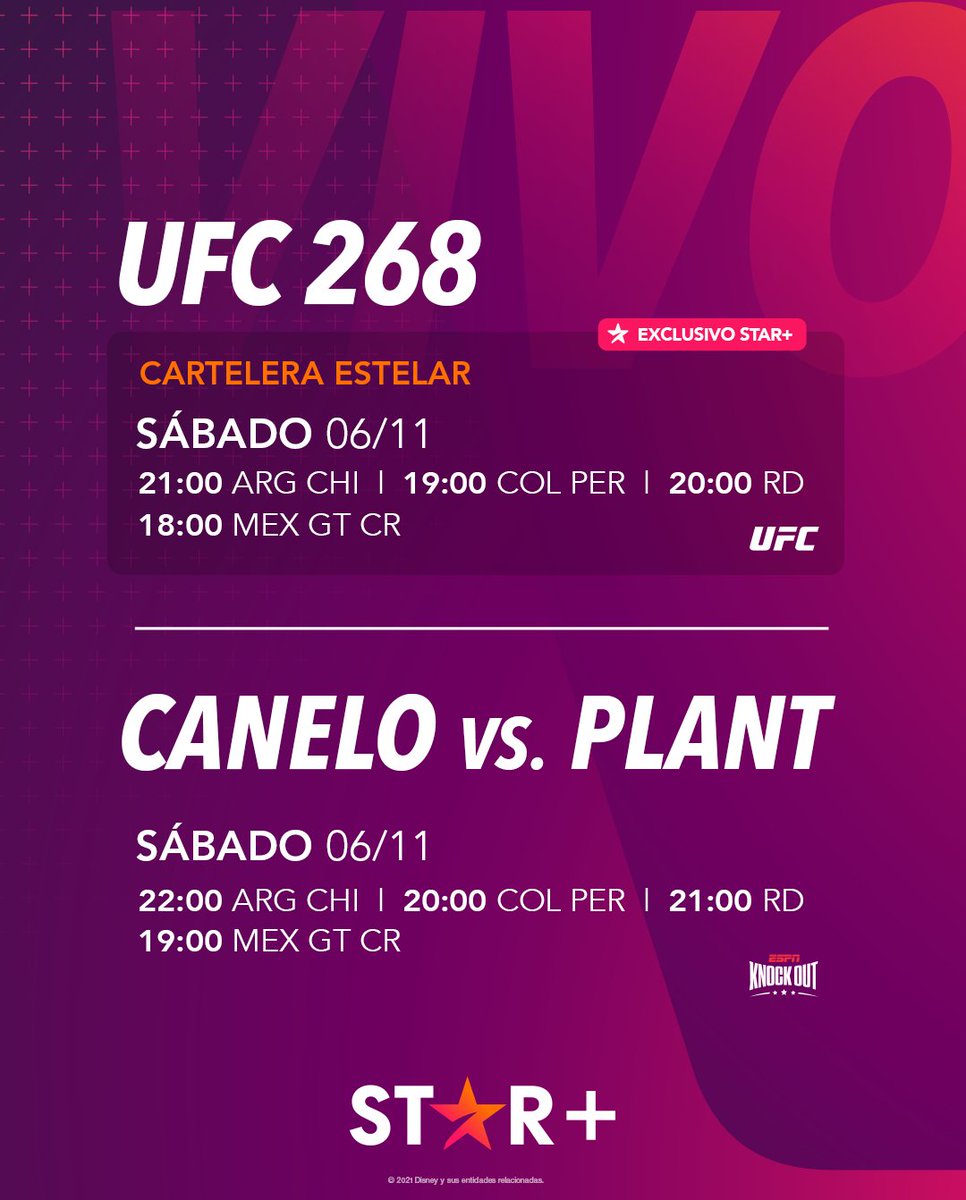 VIVO
UFC 268
EXCLUSIVO STAR+
CARTELERA ESTELAR
SÁBADO 06/11
21:00 ARG CHI | 19:00 COL PER | 20:00 RD
18:00 MEX GT CR
UFC
CANELO VS. PLANT
SÁBADO 06/11
22:00 ARG CHI | 20:00 COL PER | 21:00 RD
19:00 MEX GT CR
ESPN
KNOCK OUT
STAR+
© 2021 Disney y sus entidades relacionadas.